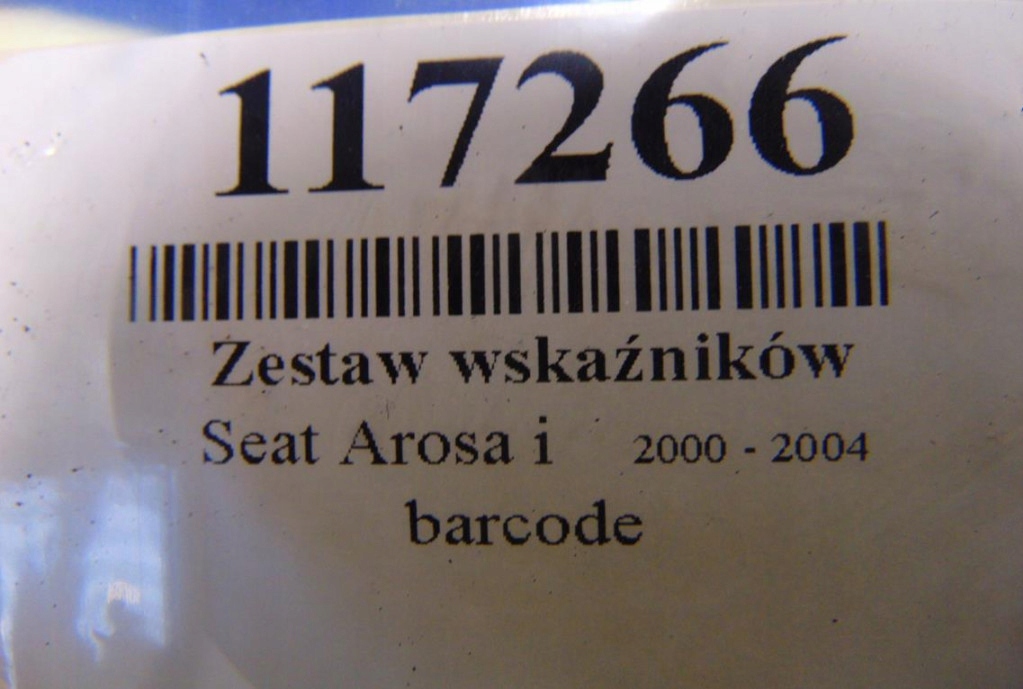 117266
Zestaw wskaźników
Seat Arosa i 2000 - 2004
barcode